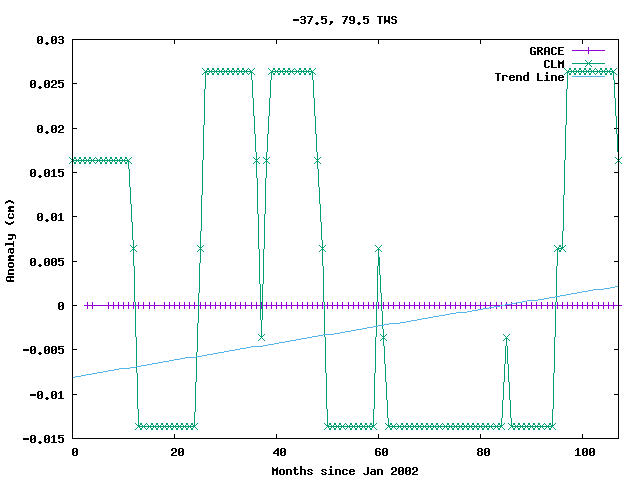 -37.5, 79.5 TWS
GRACE
CLM
Trend Line
0.03
0.025
0.02
0.015
0.01
0.005
0
-0.005
-0.01
-0.015
Anomaly (cm)
0 20 40 60 80 100
Months since Jan 2002